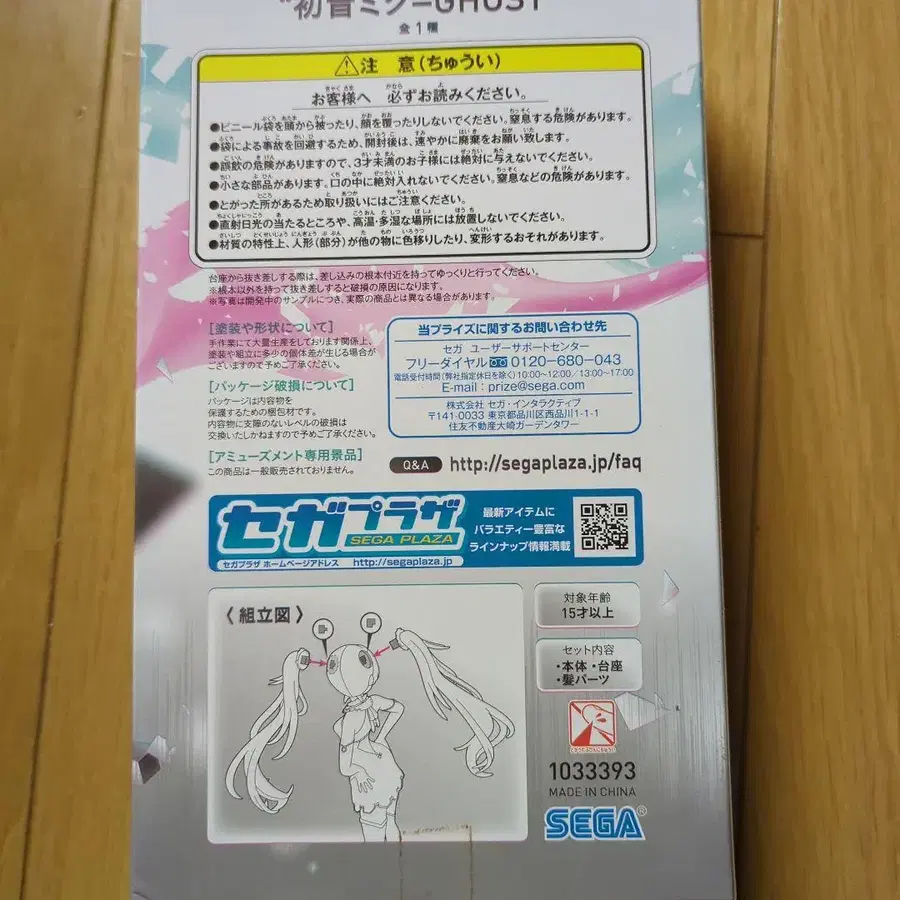 "初音ミク－GHOST"
全1種
注 意(ちゅうい)
お客様へ 必ずお読みください。
●ビニール袋を頭から被ったり、顔を覆ったりしないでください。窒息する危険があります。
●袋による事故を回避するため、開封後は、速やかに廃棄をお願い致します。
●誤飲の危険がありますので、3才未満のお子様には絶対に与えないでください。
●小さな部品があります。口の中に絶対入れないでください。窒息などの危険があります。
●とがった所があるため取り扱いにはご注意ください。
●直射日光の当たるところや、高温・多湿な場所には放置しないでください。
●材質の特性上、人形(部分)が他の物に色移りしたり、変形するおそれがあります。
台座から抜き差しする際は、差し込みの根本付近を持ってゆっくりと行ってください。
※根本以外を持って抜き差しすると破損の原因になります。
※写真は開発中のサンプルにつき、実際の商品とは異なる場合があります。
[塗装や形状について]
手作業にて大量生産をしております関係上、
塗装や組立に多少の個体差が生じる場合が
ございますので予めご了承ください。
[パッケージ破損について]
パッケージは内容物を
保護するための梱包材です。
内容物に支障のないレベルの破損は
交換いたしかねますので予めご了承ください。
[アミューズメント専用景品]
この商品は一般販売されておりません。
当プライズに関するお問い合わせ先
セガ ユーザーサポートセンター
フリーダイヤル 0120-680-043
電話受付時間(弊社指定休日を除く)10:00～12:00／13:00～17:00
E-mail : prize@sega.com
株式会社 セガ・インタラクティブ
〒141-0033 東京都品川区西品川1-1-1
住友不動産大崎ガーデンタワー
Q&A http://segaplaza.jp/faq
セガプラザ
SEGA PLAZA
セガプラザ ホームページアドレス http://segaplaza.jp
最新アイテムに
バラエティー豊富な
ラインナップ情報満載
〈 組立図 〉
対象年齢
15才以上
セット内容
・本体・台座
・髪パーツ
1033393
MADE IN CHINA
SEGA®